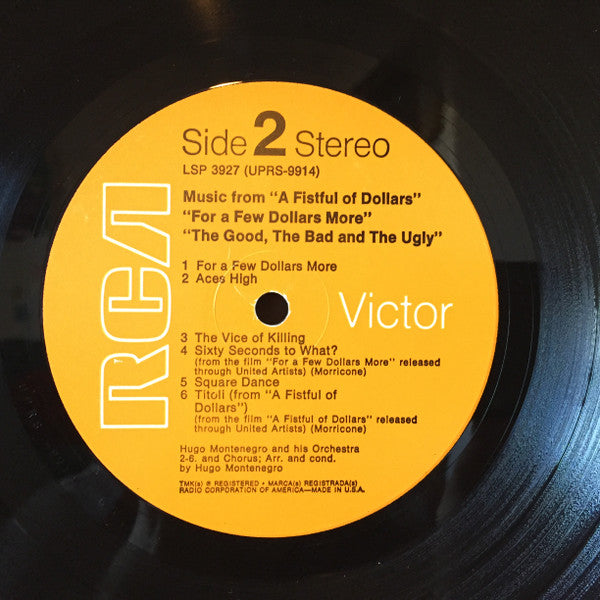 Side 2 Stereo
LSP 3927 (UPRS-9914)
Music from "A Fistful of Dollars"
"For a Few Dollars More"
"The Good, The Bad and The Ugly"
1 For a Few Dollars More
2 Aces High
RCA
Victor
3 The Vice of Killing
4 Sixty Seconds to What?
(from the film "For a Few Dollars More" released
through United Artists) (Morricone)
5 Square Dance
6 Titoli (from "A Fistful of
Dollars")
(from the film "A Fistful of Dollars" released
through United Artists) (Morricone)
Hugo Montenegro and his Orchestra
2-6. and Chorus; Arr. and cond.
by Hugo Montenegro
TMK(s) ® REGISTERED • MARCA(s) REGISTRADA(s)
RADIO CORPORATION OF AMERICA—MADE IN U.S.A.